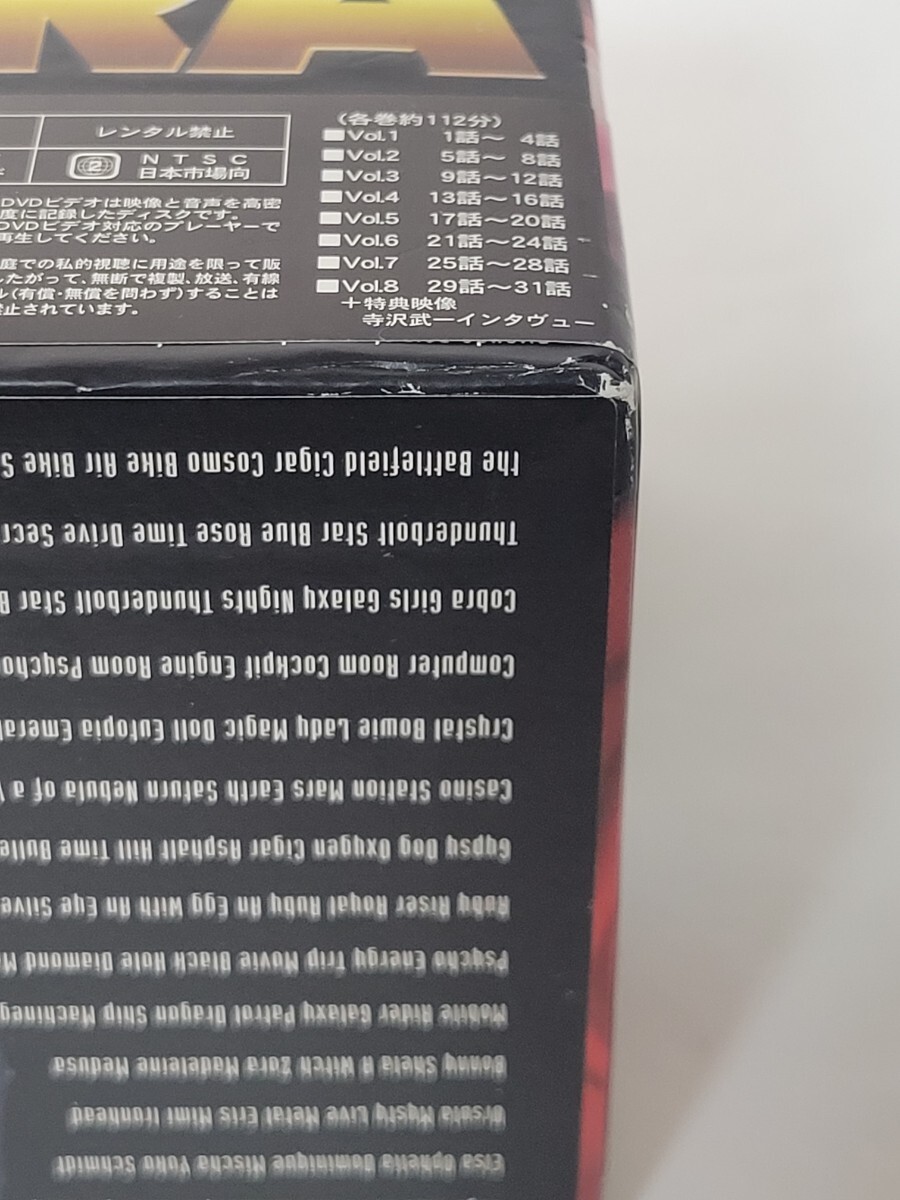 RA
レンタル禁止
2 NTSC
日本市場向
DVDビデオは映像と音声を高密
度に記録したディスクです。
DVDビデオ対応のプレーヤーで
再生してください。
庭での私的視聴に用途を限って販
たがって、無断で複製、放送、有線
ル(有償・無償を問わず)することは
禁止されています。
(各巻約112分)
Vol.1 1話〜 4話
Vol.2 5話〜 8話
Vol.3 9話〜12話
Vol.4 13話〜16話
Vol.5 17話〜20話
Vol.6 21話〜24話
Vol.7 25話〜28話
Vol.8 29話〜31話
+特典映像
寺沢武一インタヴュー
the Battlefield Cigar Cosmo Bike Air Bike S
Thunderbolt Star Blue Rose Time Drive Secr
Cobra Girls Galaxy Nights Thunderbolt Star B
Computer Room Cockpit Engine Room Psycho
Crystal Bowie Lady Magic Doll Eutopia Emeral
Casino Station Mars Earth Saturn Nebula of a
Gypsy Dog Oxygen Cigar Asphalt Hill Time Bulle
Ruby Riser Royal Ruby An Egg With An Eye Silve
Psycho Energy Trip Movie Black Hole Diamond M
Mobile Rider Galaxy Patrol Dragon Ship Machineg
Bonny Shela A Witch Zora Madeleine Medusa
Ursula Mysty Live Metal Eris Mimi Ironhead
Elsa Ophelia Dominique Mischa Yoko Schmidt